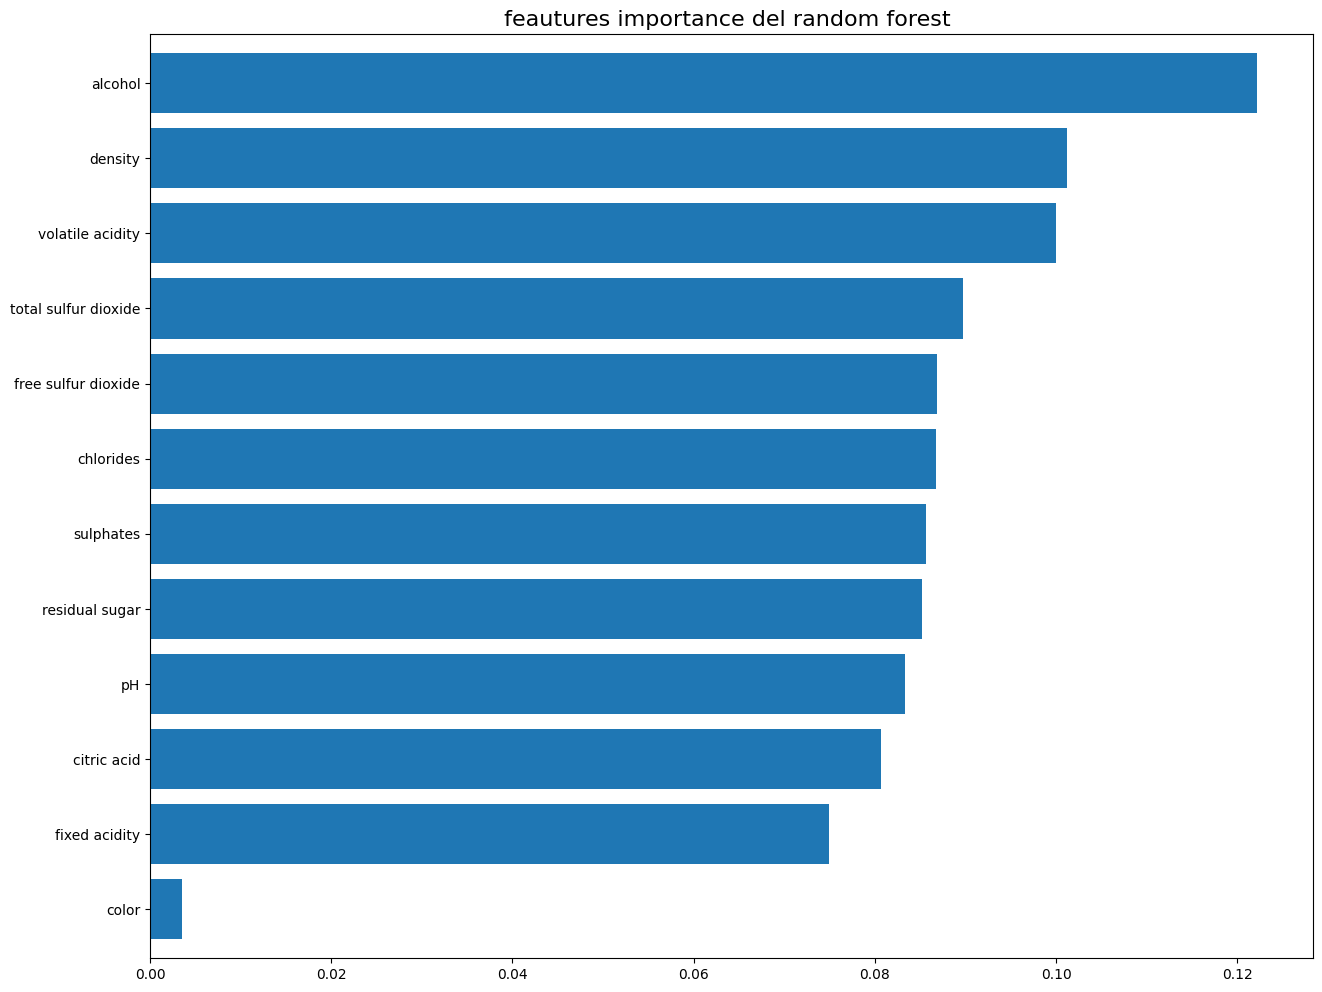 feautures importance del random forest
alcohol
density
volatile acidity
total sulfur dioxide
free sulfur dioxide
chlorides
sulphates
residual sugar
pH
citric acid
fixed acidity
color
0.00 0.02 0.04 0.06 0.08 0.10 0.12